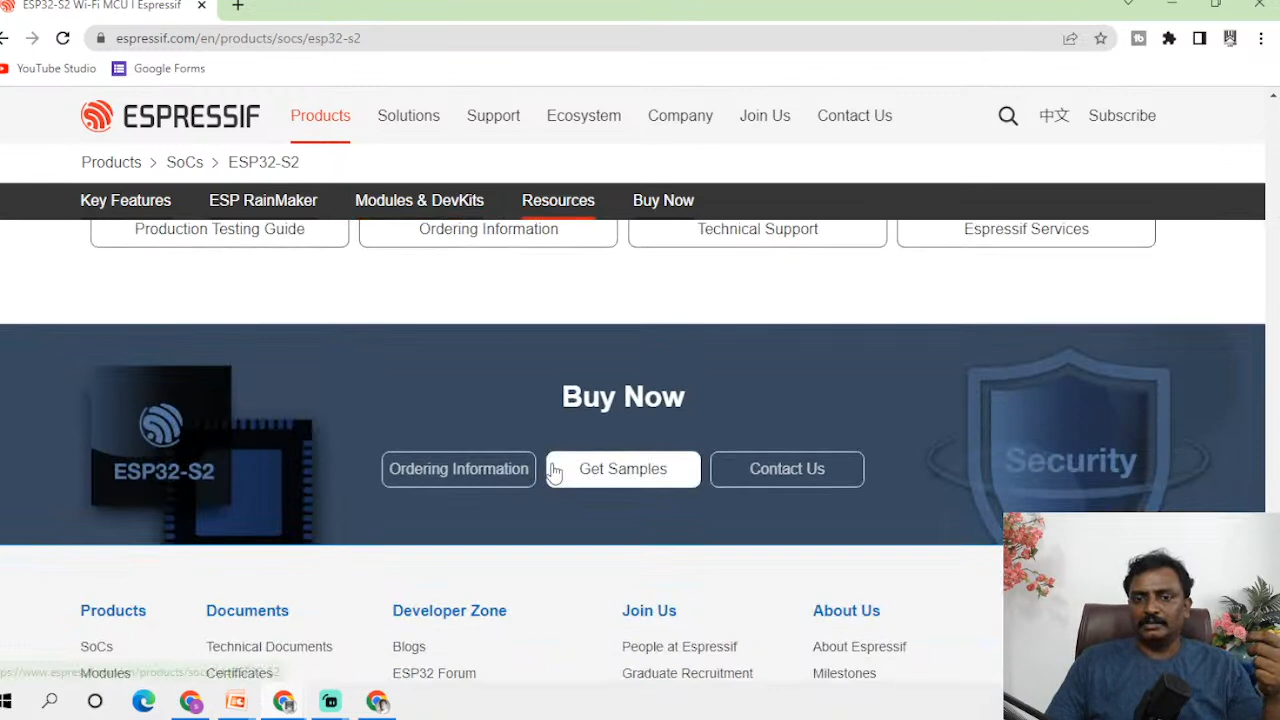 ESP32-S2 Wi-Fi MCU I Espressif
espressif.com/en/products/socs/esp32-s2
YouTube Studio
Google Forms
ESPRESSIF
Products
Solutions
Support
Ecosystem
Company
Join Us
Contact Us
中文
Subscribe
Products > SoCs > ESP32-S2
Key Features
ESP RainMaker
Modules & DevKits
Resources
Buy Now
Production Testing Guide
Ordering Information
Technical Support
Espressif Services
Buy Now
Ordering Information
Get Samples
Contact Us
ESP32-S2
Security
Products
Documents
Developer Zone
Join Us
About Us
SoCs
Technical Documents
Blogs
People at Espressif
About Espressif
Modules
Certificates
ESP32 Forum
Graduate Recruitment
Milestones